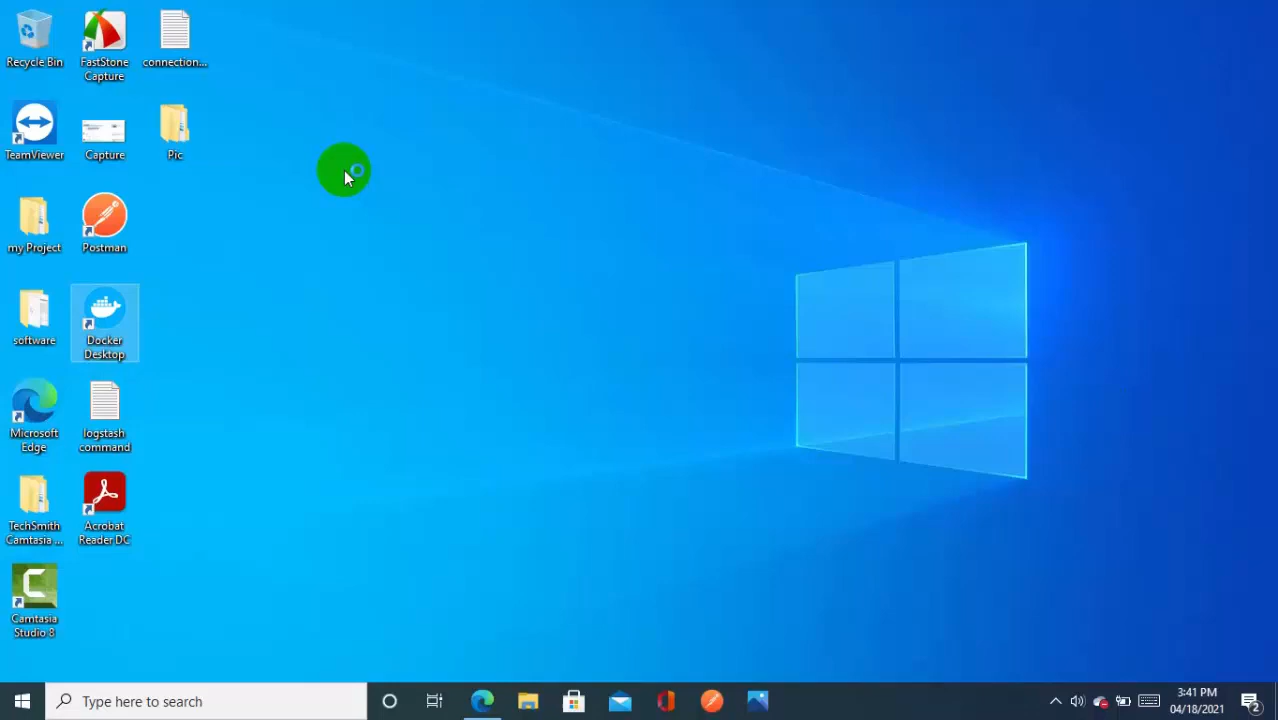 Recycle Bin
FastStone
Capture
connection...
TeamViewer
Capture
Pic
my Project
Postman
software
Docker
Desktop
Microsoft
Edge
logstash
command
TechSmith
Camtasia ...
Acrobat
Reader DC
Camtasia
Studio 8
Type here to search
3:41 PM
04/18/2021
2